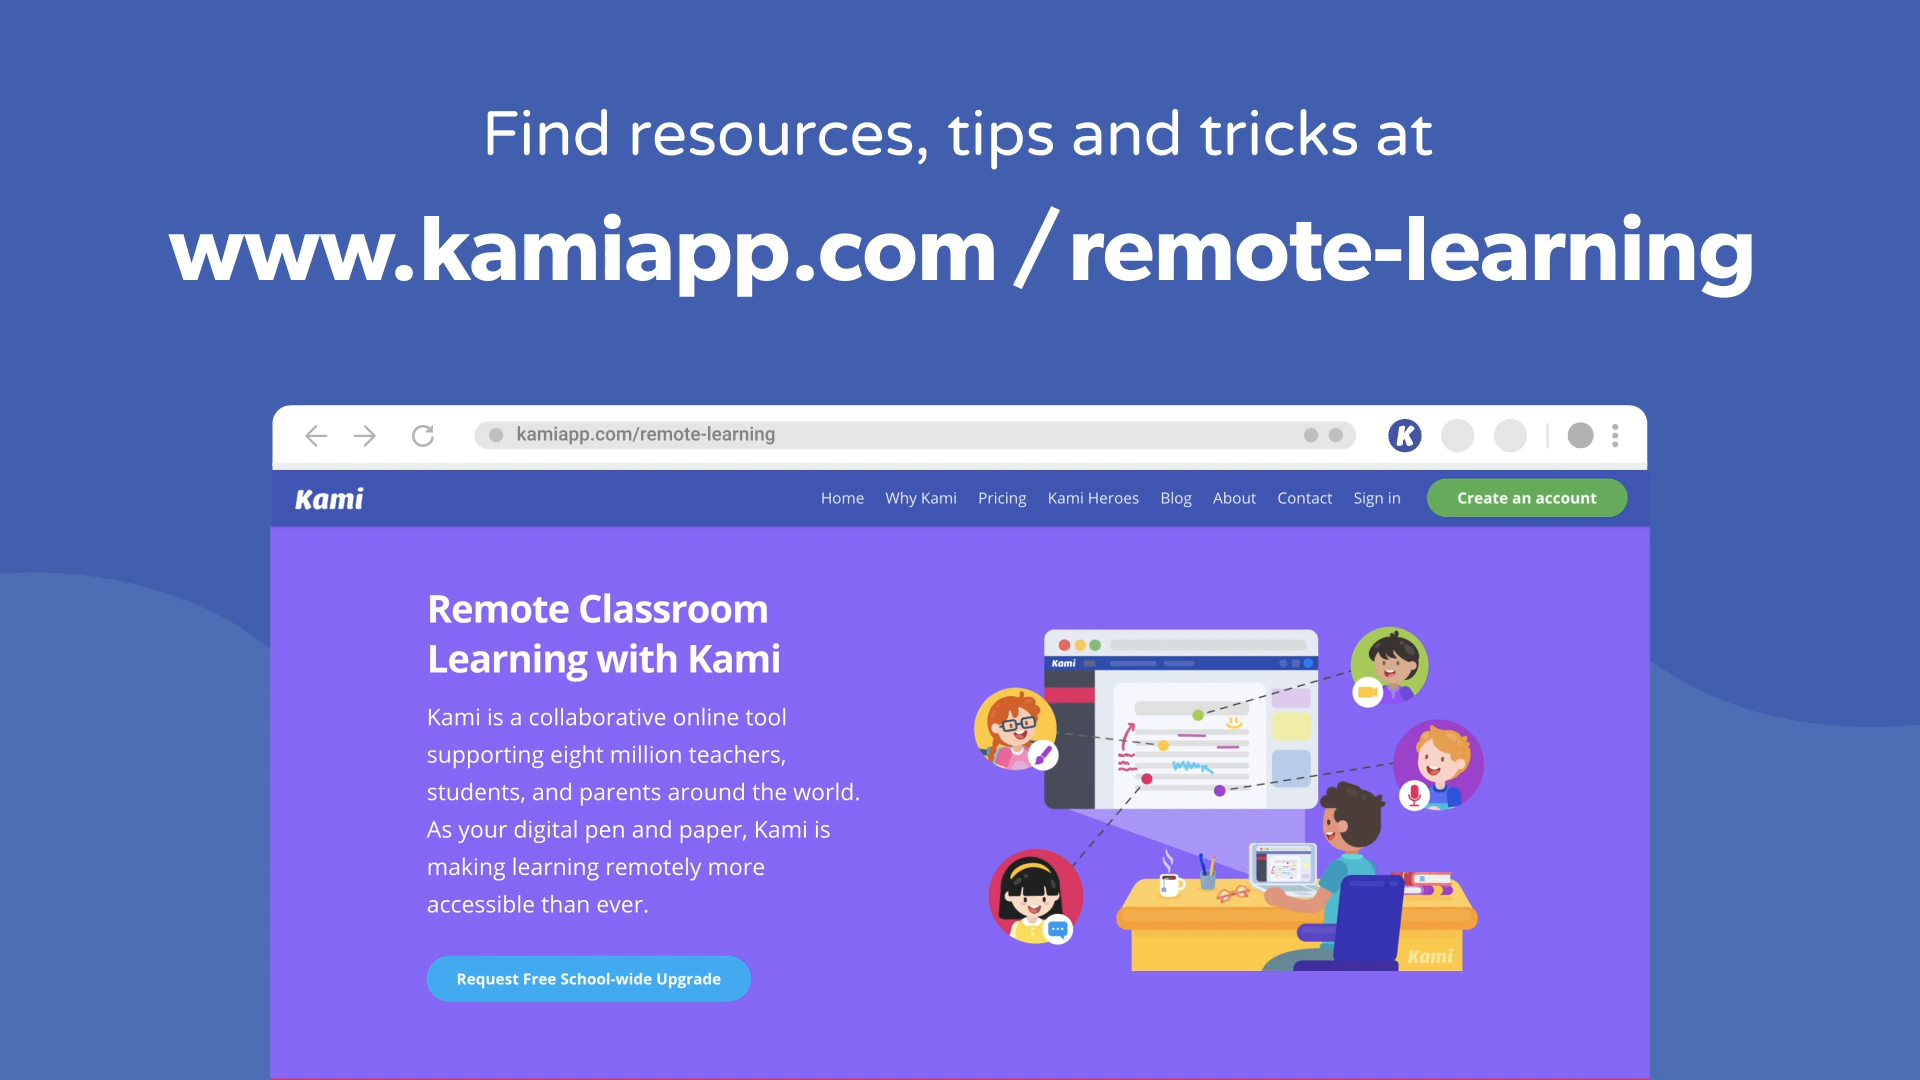 Find resources, tips and tricks at
www.kamiapp.com/remote-learning
kamiapp.com/remote-learning
K
Kami
Home Why Kami Pricing Kami Heroes Blog About Contact Sign in Create an account
Remote Classroom
Learning with Kami
Kami is a collaborative online tool
supporting eight million teachers,
students, and parents around the world.
As your digital pen and paper, Kami is
making learning remotely more
accessible than ever.
Request Free School-wide Upgrade
Kami
Kami